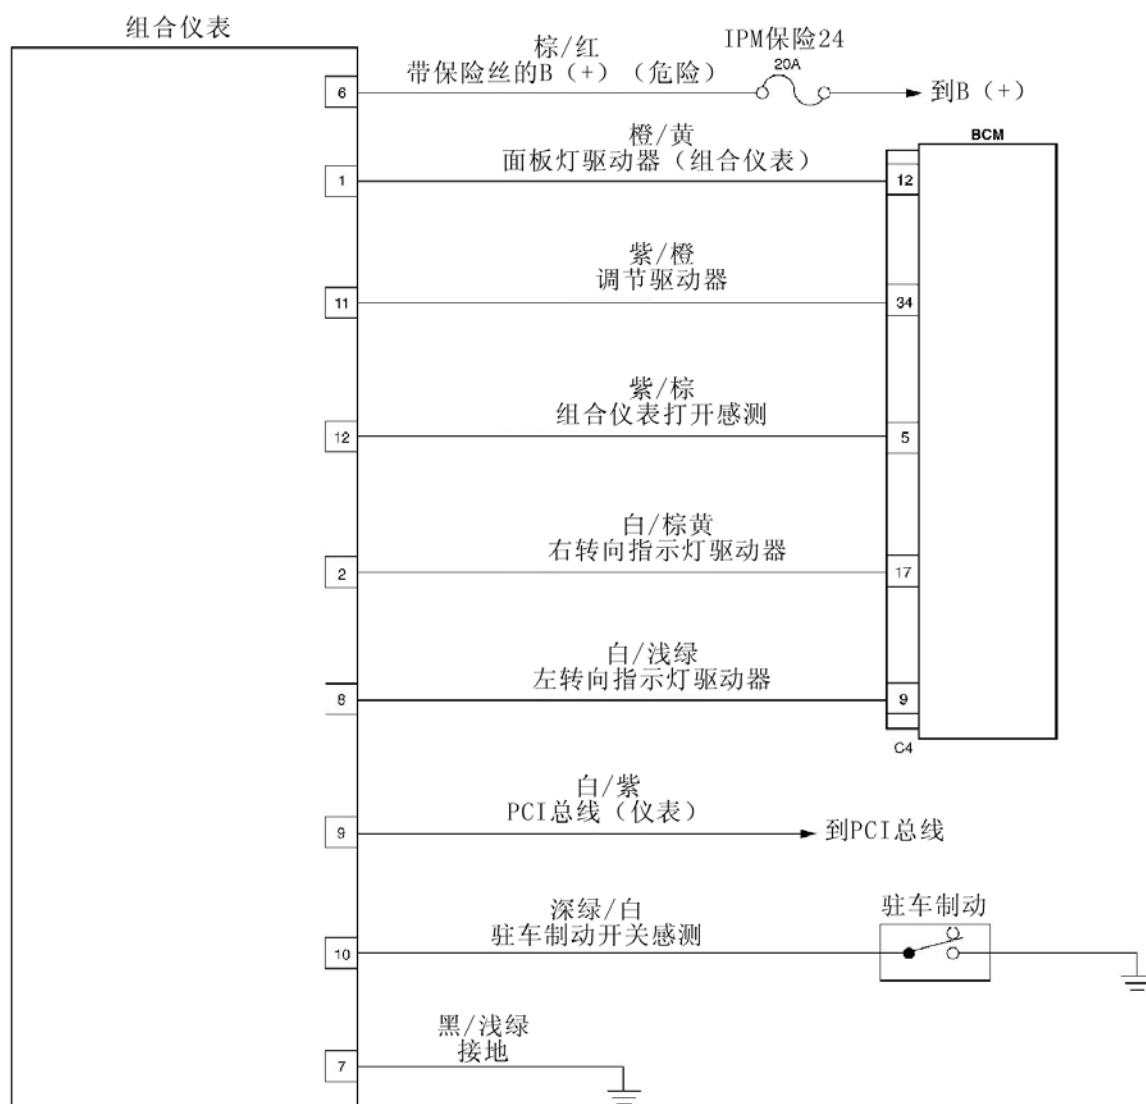 组合仪表
棕/红
IPM保险24
带保险丝的B（+）（危险）
20A
6
到B（+）
橙/黄
BCM
面板灯驱动器（组合仪表）
1
12
紫/橙
调节驱动器
11
34
紫/棕
组合仪表打开感测
12
5
白/棕黄
右转向指示灯驱动器
2
17
白/浅绿
左转向指示灯驱动器
8
9
C4
白/紫
PCI总线（仪表）
9
到PCI总线
深绿/白
驻车制动
驻车制动开关感测
10
黑/浅绿
接地
7